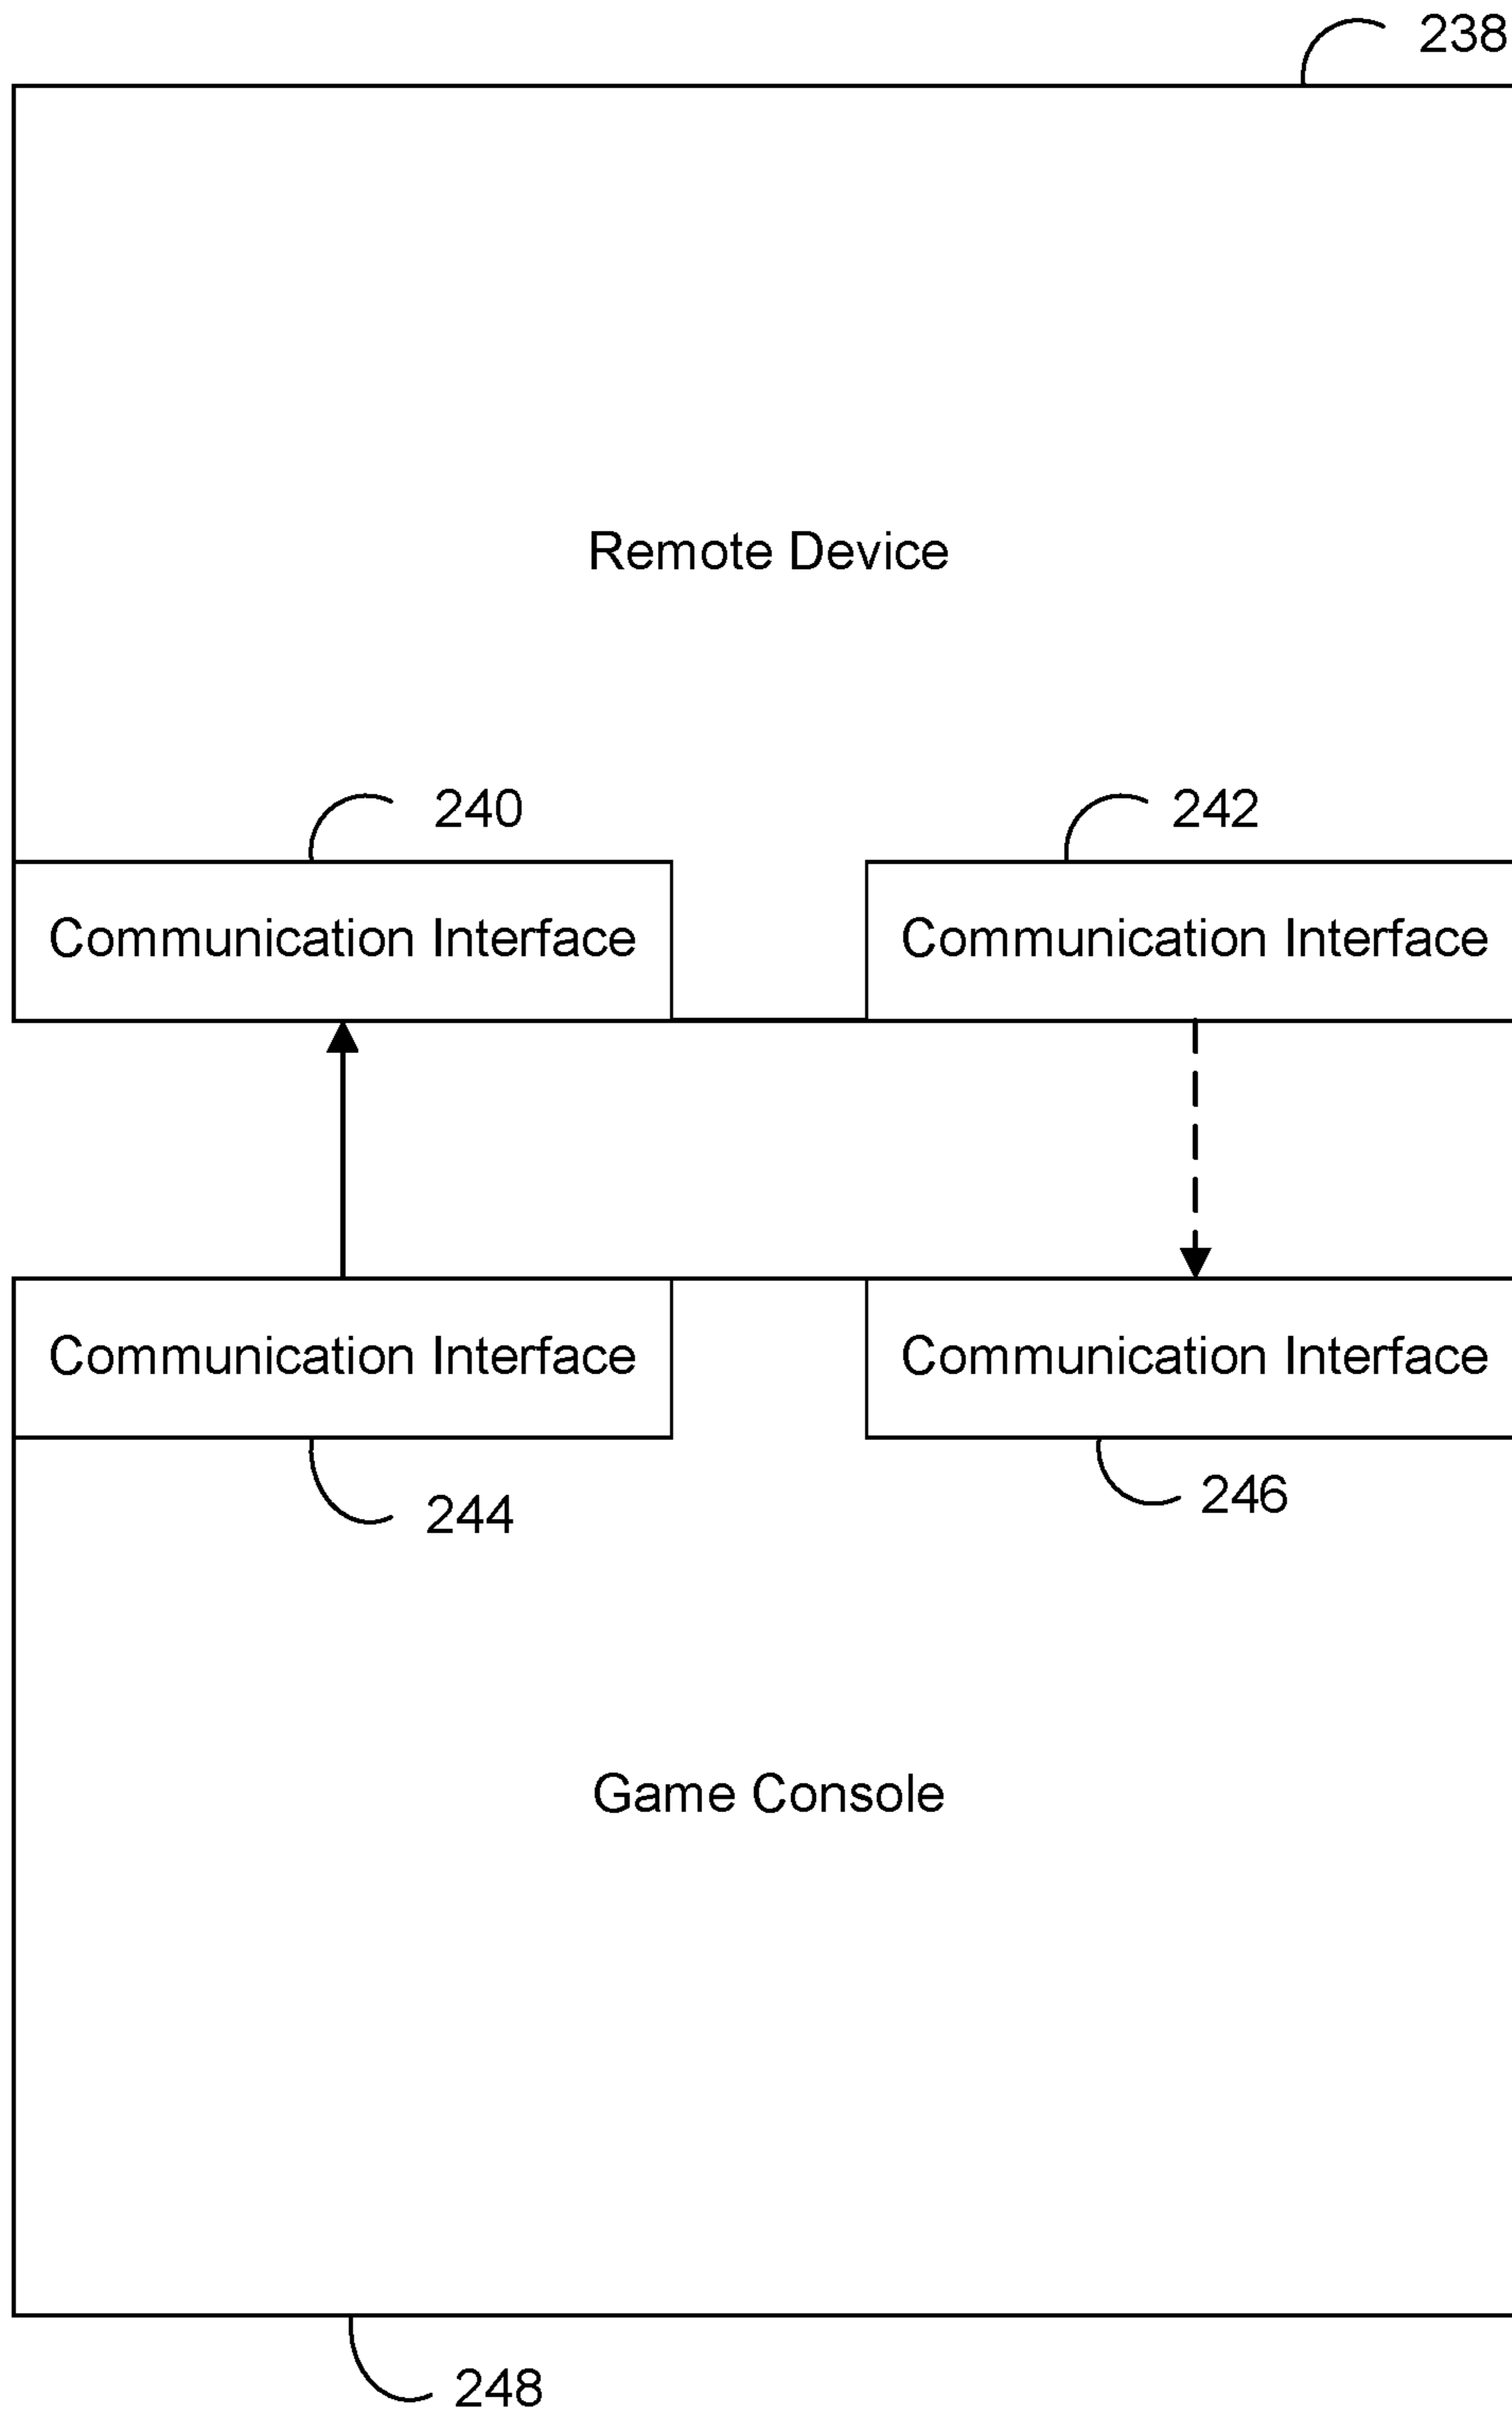 238
Remote Device
240
242
Communication Interface
Communication Interface
Communication Interface
Communication Interface
244
246
Game Console
248